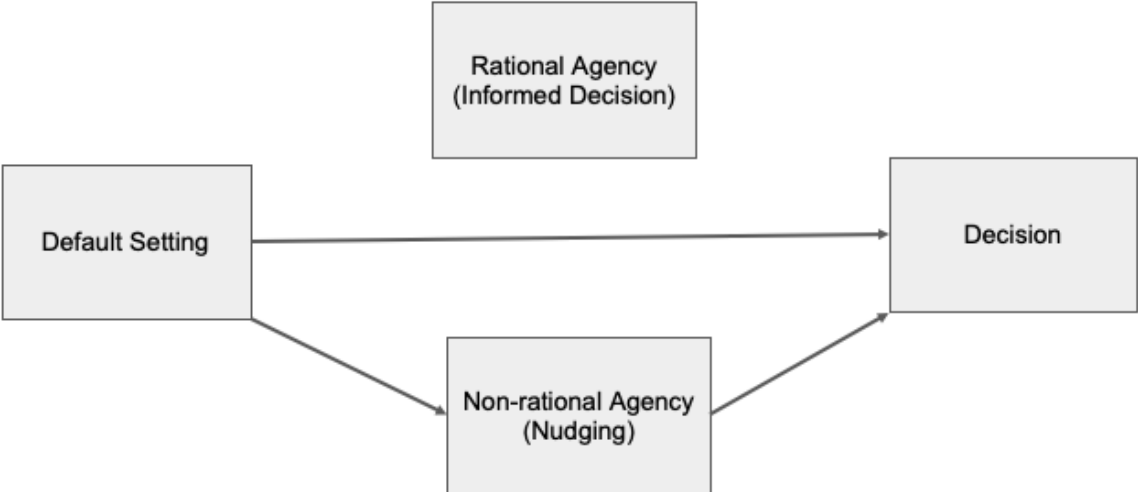 Rational Agency
(Informed Decision)
Default Setting
Decision
Non-rational Agency
(Nudging)